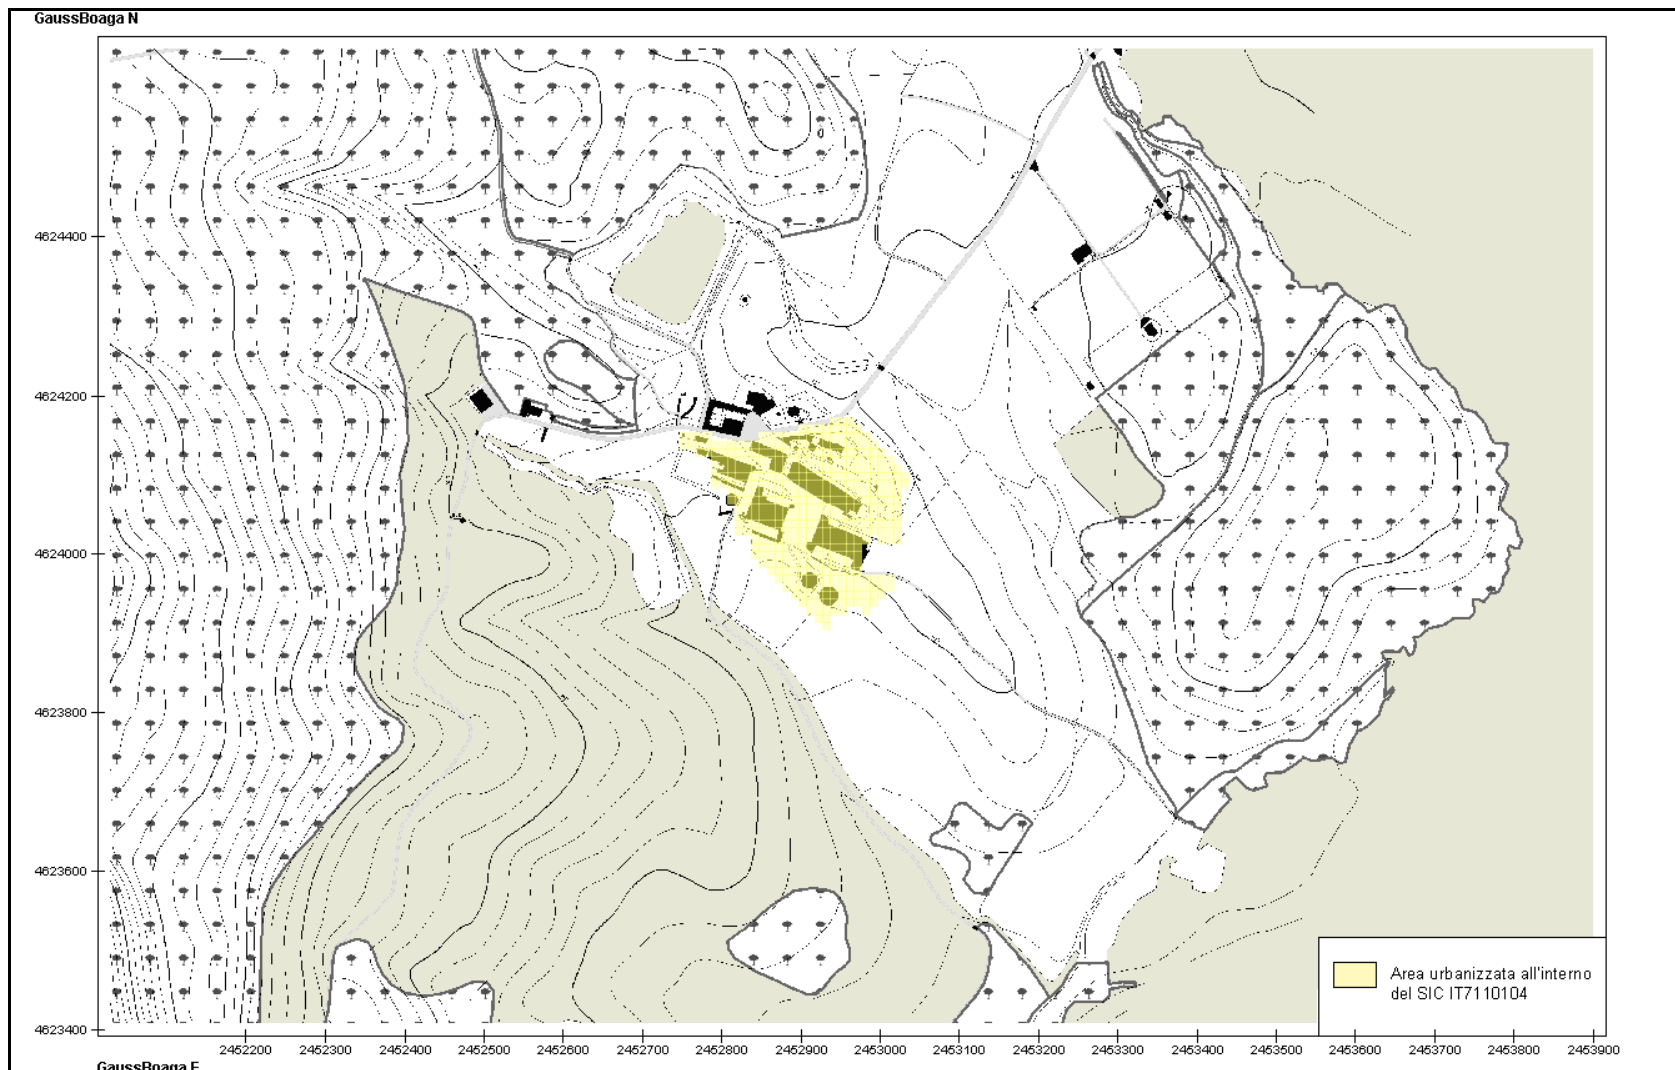 GaussBoaga N
4624400
4624200
4624000
4623800
4623600
4623400
Area urbanizzata all'interno
del SIC IT7110104
2452200 2452300 2452400 2452500 2452600 2452700 2452800 2452900 2453000 2453100 2453200 2453300 2453400 2453500 2453600 2453700 2453800 2453900
GaussBoaga E